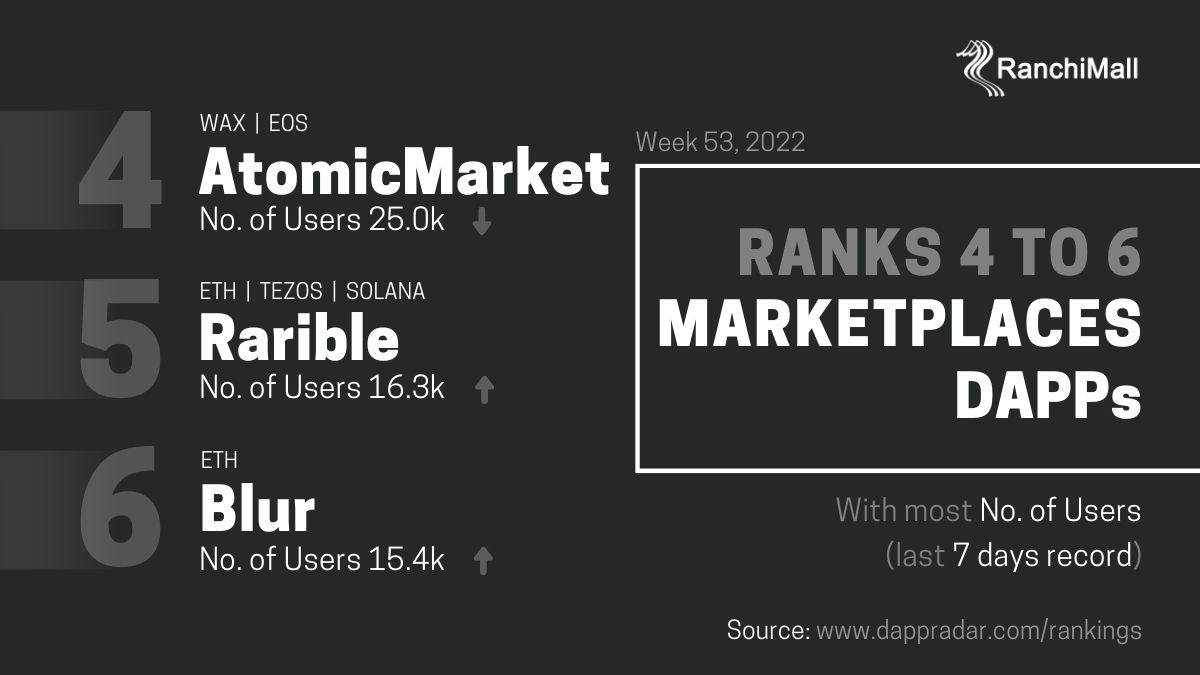 RanchiMall
4
WAX | EOS
AtomicMarket
No. of Users 25.0k
5
ETH | TEZOS | SOLANA
Rarible
No. of Users 16.3k
6
ETH
Blur
No. of Users 15.4k
Week 53, 2022
RANKS 4 TO 6
MARKETPLACES
DAPPs
With most No. of Users
(last 7 days record)
Source: www.dappradar.com/rankings